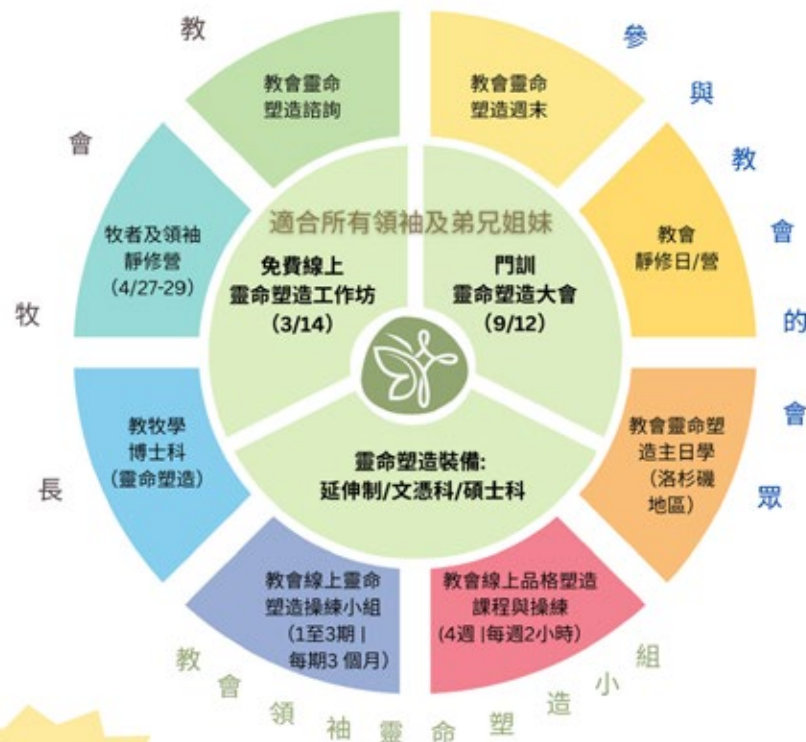 教會牧長
參與教會的會眾
教會領袖靈命塑造小組
教會靈命
塑造諮詢
教會靈命
塑造週末
牧者及領袖
靜修營
(4/27-29)
教會
靜修日/營
適合所有領袖及弟兄姐妹
免費線上
靈命塑造工作坊
(3/14)
門訓
靈命塑造大會
(9/12)
靈命塑造裝備:
延伸制/文憑科/碩士科
教牧學
博士科
(靈命塑造)
教會靈命塑
造主日學
(洛杉磯
地區)
教會線上靈命
塑造操練小組
(1至3期 |
每期3 個月)
教會線上品格塑造
課程與操練
(4週 |每週2小時)